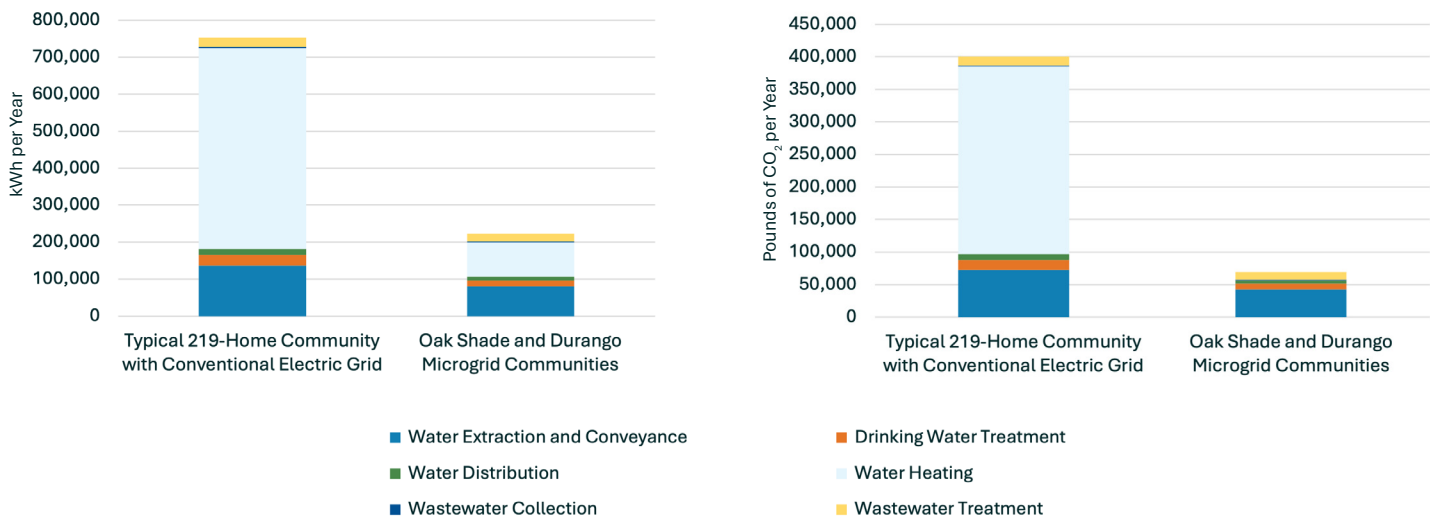 kWh per Year
800,000
700,000
600,000
500,000
400,000
300,000
200,000
100,000
0
Typical 219-Home Community
with Conventional Electric Grid
Oak Shade and Durango
Microgrid Communities
Pounds of CO₂ per Year
450,000
400,000
350,000
300,000
250,000
200,000
150,000
100,000
50,000
0
Typical 219-Home Community
with Conventional Electric Grid
Oak Shade and Durango
Microgrid Communities
Water Extraction and Conveyance
Drinking Water Treatment
Water Distribution
Water Heating
Wastewater Collection
Wastewater Treatment